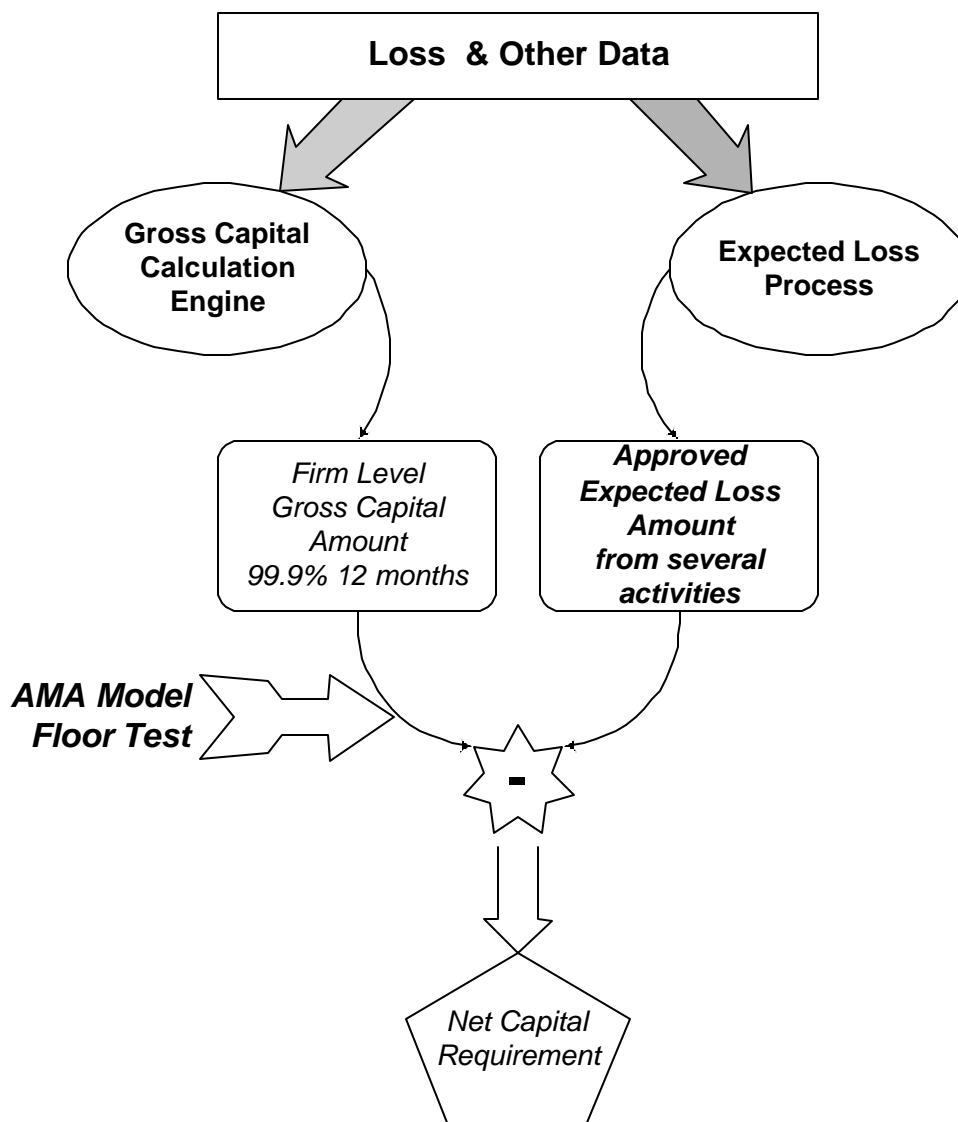 Loss & Other Data
Gross Capital
Calculation
Engine
Expected Loss
Process
Firm Level
Gross Capital
Amount
99.9% 12 months
Approved
Expected Loss
Amount
from several
activities
AMA Model
Floor Test
-
Net Capital
Requirement